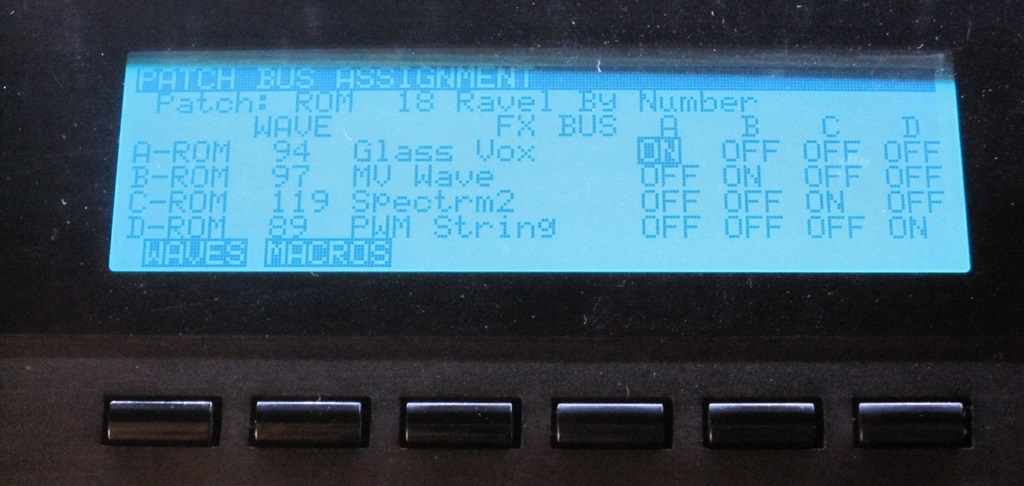 PATCH BUS ASSIGNMENT
Patch: ROM 18 Ravel By Number
WAVE FX BUS A B C D
A-ROM 94 Glass Vox ON OFF OFF OFF
B-ROM 97 MV Wave OFF ON OFF OFF
C-ROM 119 Spectrm2 OFF OFF ON OFF
D-ROM 89 PWM String OFF OFF OFF ON
WAVES MACROS